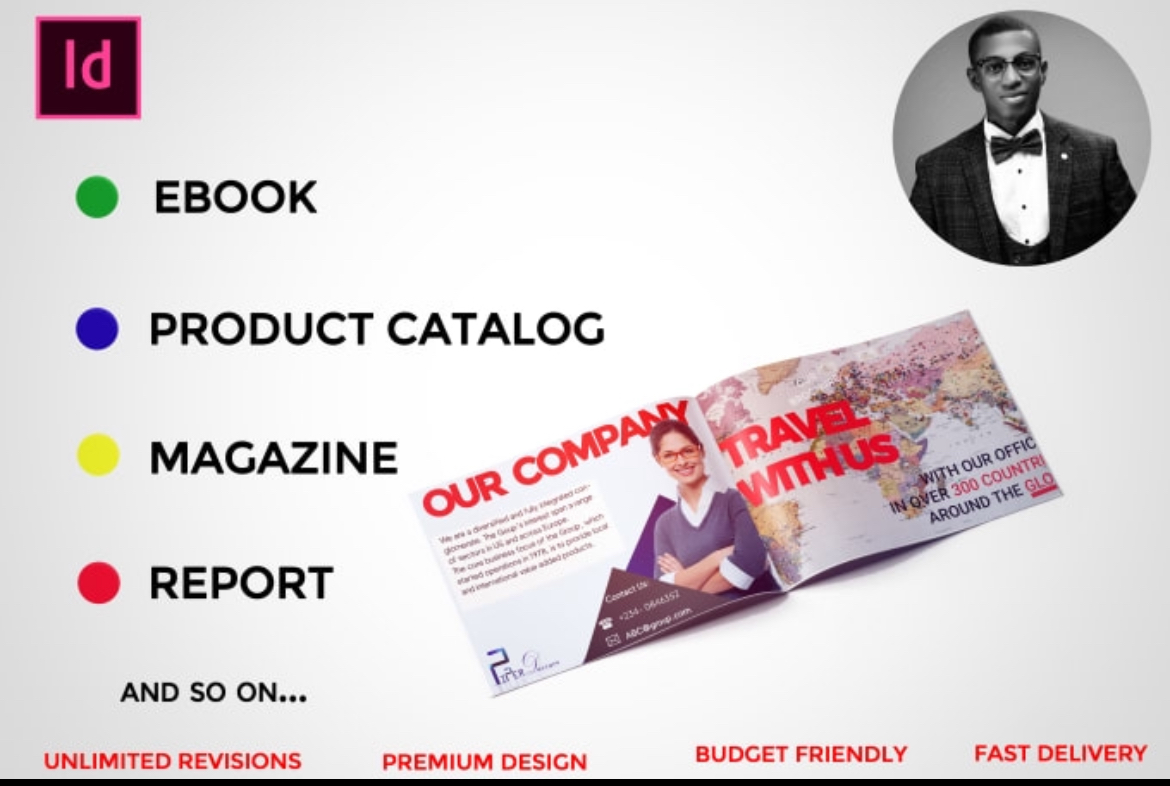 Id
EBOOK
PRODUCT CATALOG
MAGAZINE
REPORT
AND SO ON...
OUR COMPANY
We are a diversified and fully integrated con-
glomerate. The Group's interest span a range
of sectors in US and across Europe.
The core business focus of the Group, which
started operations in 1978, is to provide local
and international value added products.
Contact Us:
+234- 0846352
ABC@group.com
TRAVEL
WITH US
WITH OUR OFFIC
IN OVER 300 COUNTRI
AROUND THE GLO
UNLIMITED REVISIONS
PREMIUM DESIGN
BUDGET FRIENDLY
FAST DELIVERY